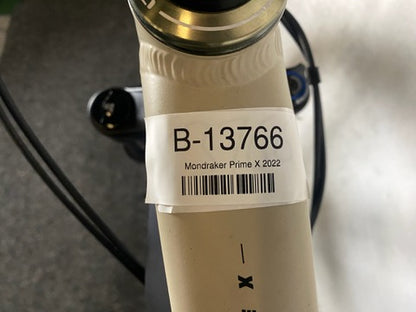 B-13766
Mondraker Prime X 2022
X —